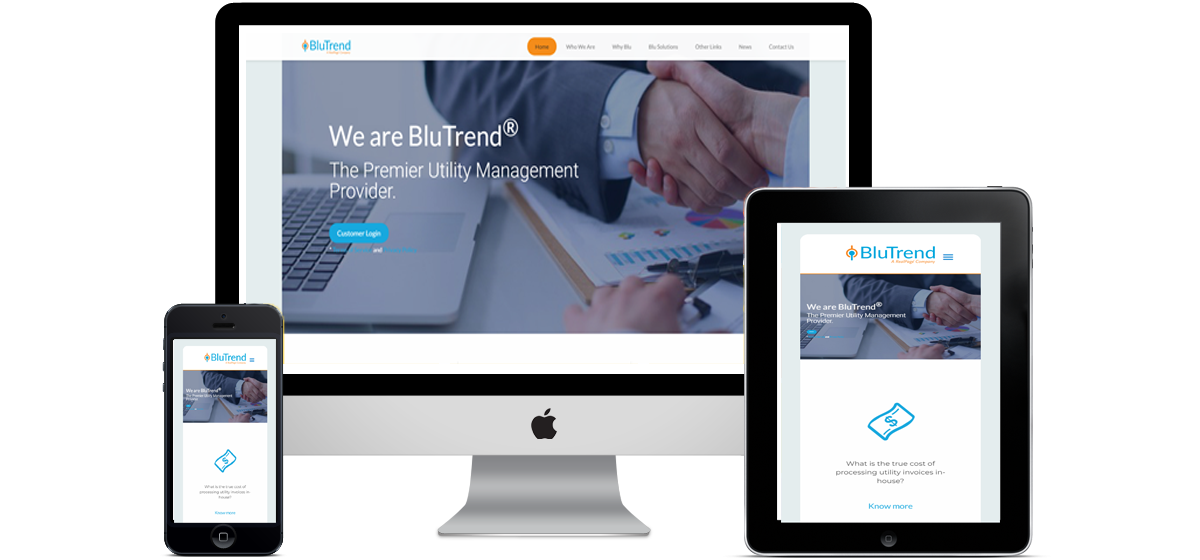 BluTrend
Home Who We Are Why Blu Blu Solutions Other Links News Contact Us
We are BluTrend®
The Premier Utility Management
Provider.
Customer Login
and
BluTrend
We are BluTrend®
The Premier Utility Management
Provider.
What is the true cost of
processing utility invoices in-
house?
Know more
BluTrend
A RealPage Company
We are BluTrend®
The Premier Utility Management
Provider.
What is the true cost of
processing utility invoices in-
house?
Know more